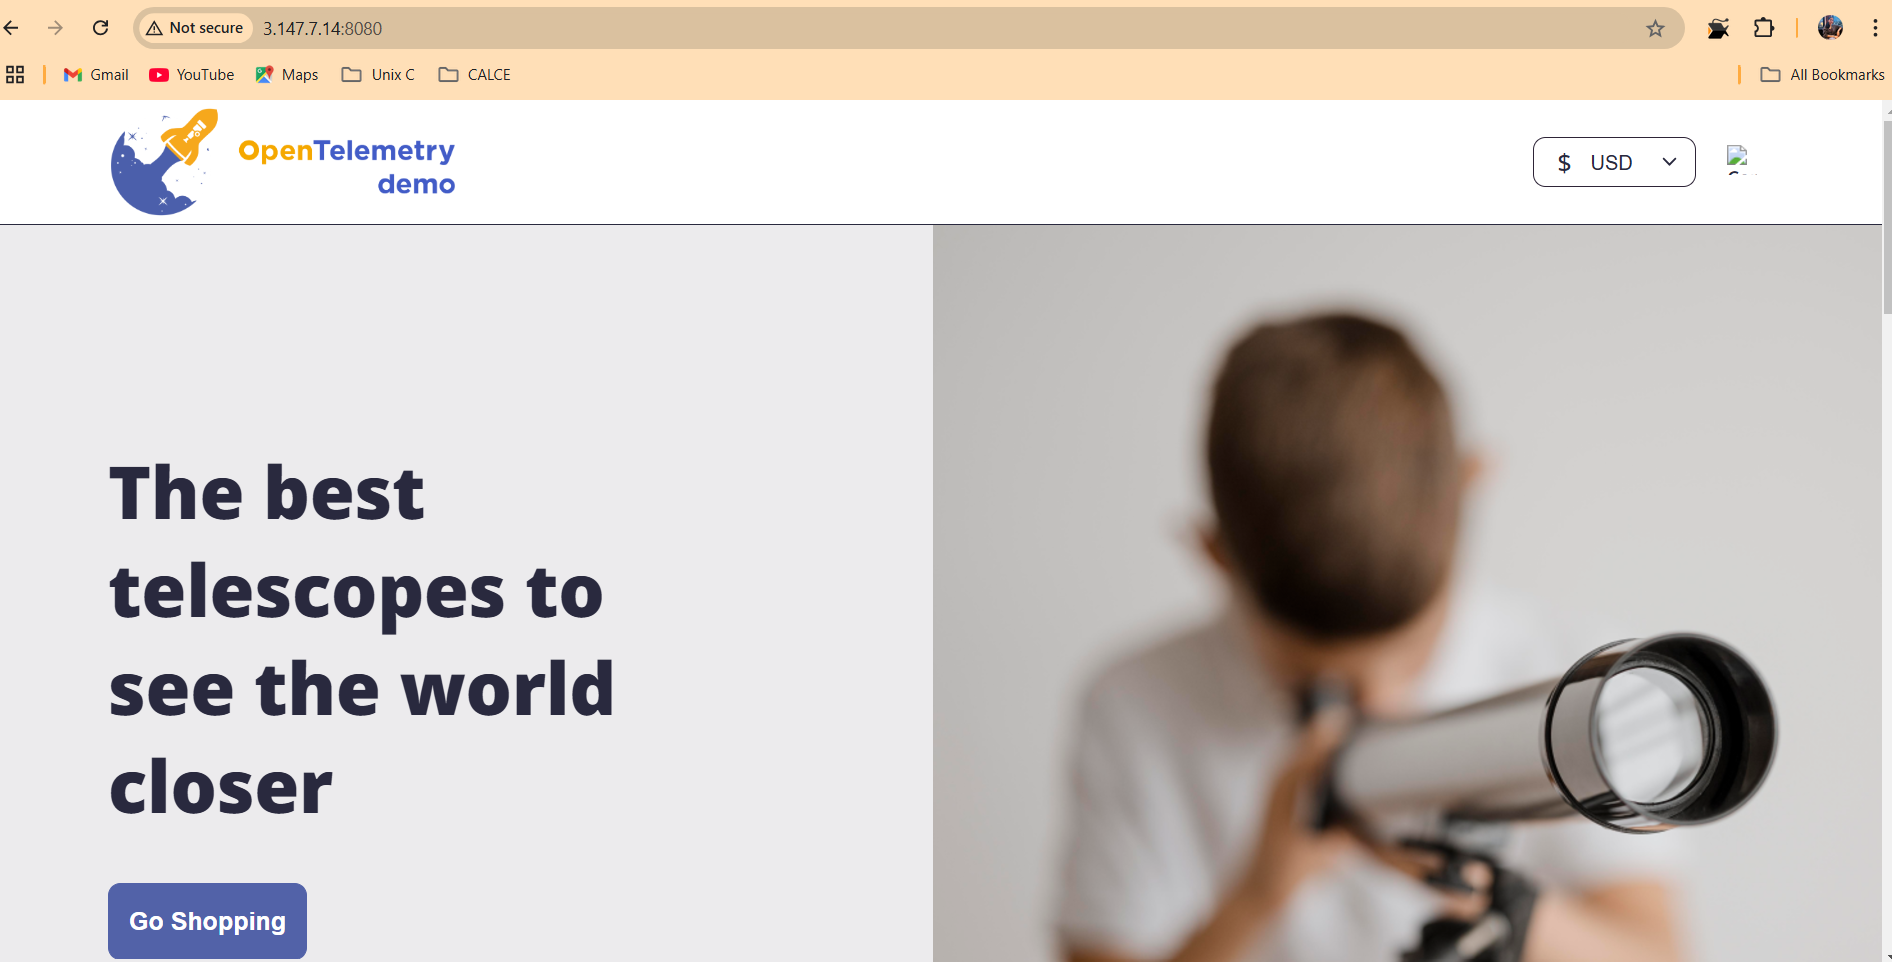 Not secure 3.147.7.14:8080
Gmail YouTube Maps Unix C CALCE All Bookmarks
OpenTelemetry
demo
$ USD
The best
telescopes to
see the world
closer
Go Shopping